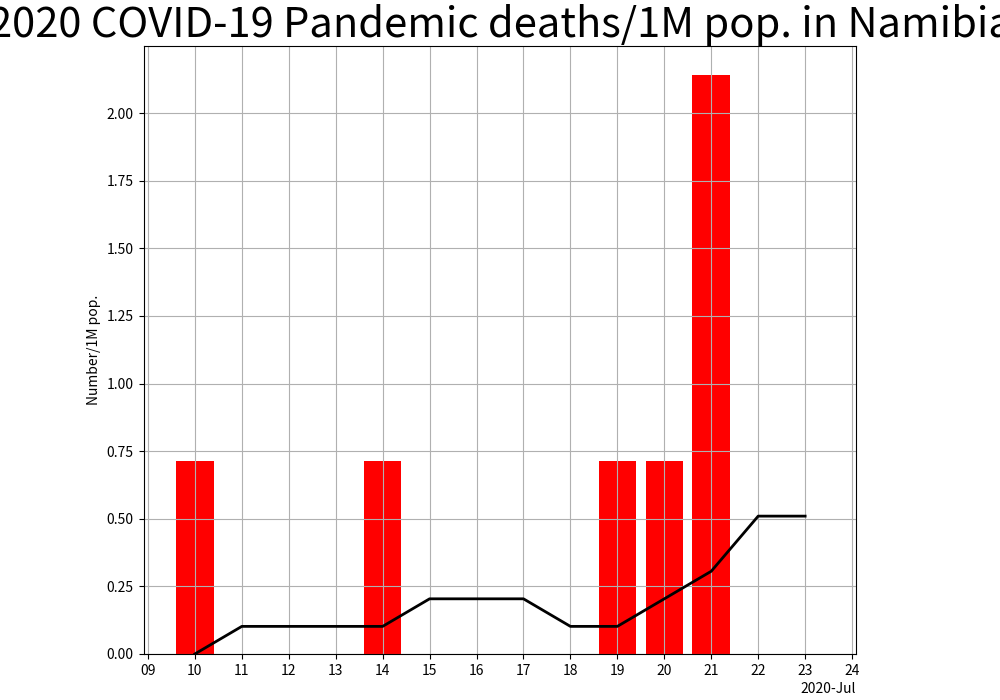 2020 COVID-19 Pandemic deaths/1M pop. in Namibia
2.00
1.75
1.50
1.25
1.00
0.75
0.50
0.25
0.00
Number/1M pop.
09 10 11 12 13 14 15 16 17 18 19 20 21 22 23 24
2020-Jul